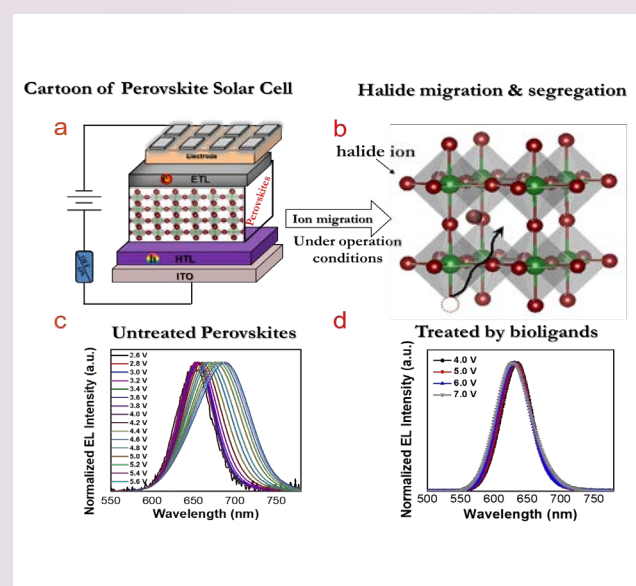 Cartoon of Perovskite Solar Cell
Halide migration & segregation
a
b
halide ion
Electrode
ETL
Perovskites
HTL
ITO
Ion migration
Under operation
conditions
c
Untreated Perovskites
d
Treated by bioligands
Normalized EL Intensity (a.u.)
2.6 V
2.8 V
3.0 V
3.2 V
3.4 V
3.6 V
3.8 V
4.0 V
4.2 V
4.4 V
4.6 V
4.8 V
5.0 V
5.2 V
5.4 V
5.6 V
550 600 650 700 750
Wavelength (nm)
Normalized EL Intensity (a.u.)
4.0 V
5.0 V
6.0 V
7.0 V
500 550 600 650 700 750
Wavelength (nm)